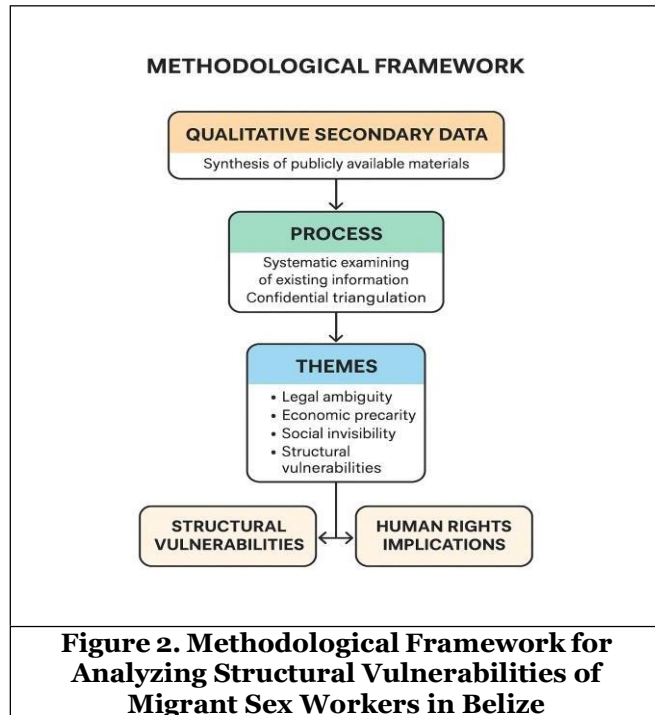 METHODOLOGICAL FRAMEWORK
QUALITATIVE SECONDARY DATA
Synthesis of publicly available materials
PROCESS
Systematic examining
of existing information
Confidential triangulation
THEMES
• Legal ambiguity
• Economic precarity
• Social invisibility
• Structural
vulnerabilities
STRUCTURAL
VULNERABILITIES
HUMAN RIGHTS
IMPLICATIONS
Figure 2. Methodological Framework for
Analyzing Structural Vulnerabilities of
Migrant Sex Workers in Belize